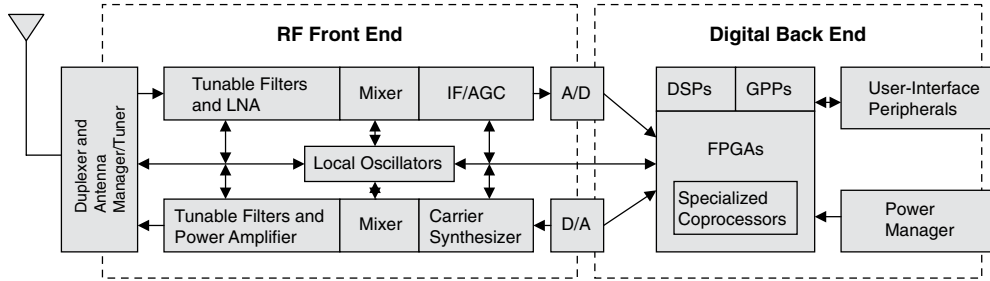 RF Front End
Digital Back End
Duplexer and
Antenna
Manager/Tuner
Tunable Filters
and LNA
Mixer
IF/AGC
A/D
Local Oscillators
Tunable Filters and
Power Amplifier
Mixer
Carrier
Synthesizer
D/A
DSPs
GPPs
FPGAs
Specialized
Coprocessors
User-Interface
Peripherals
Power
Manager